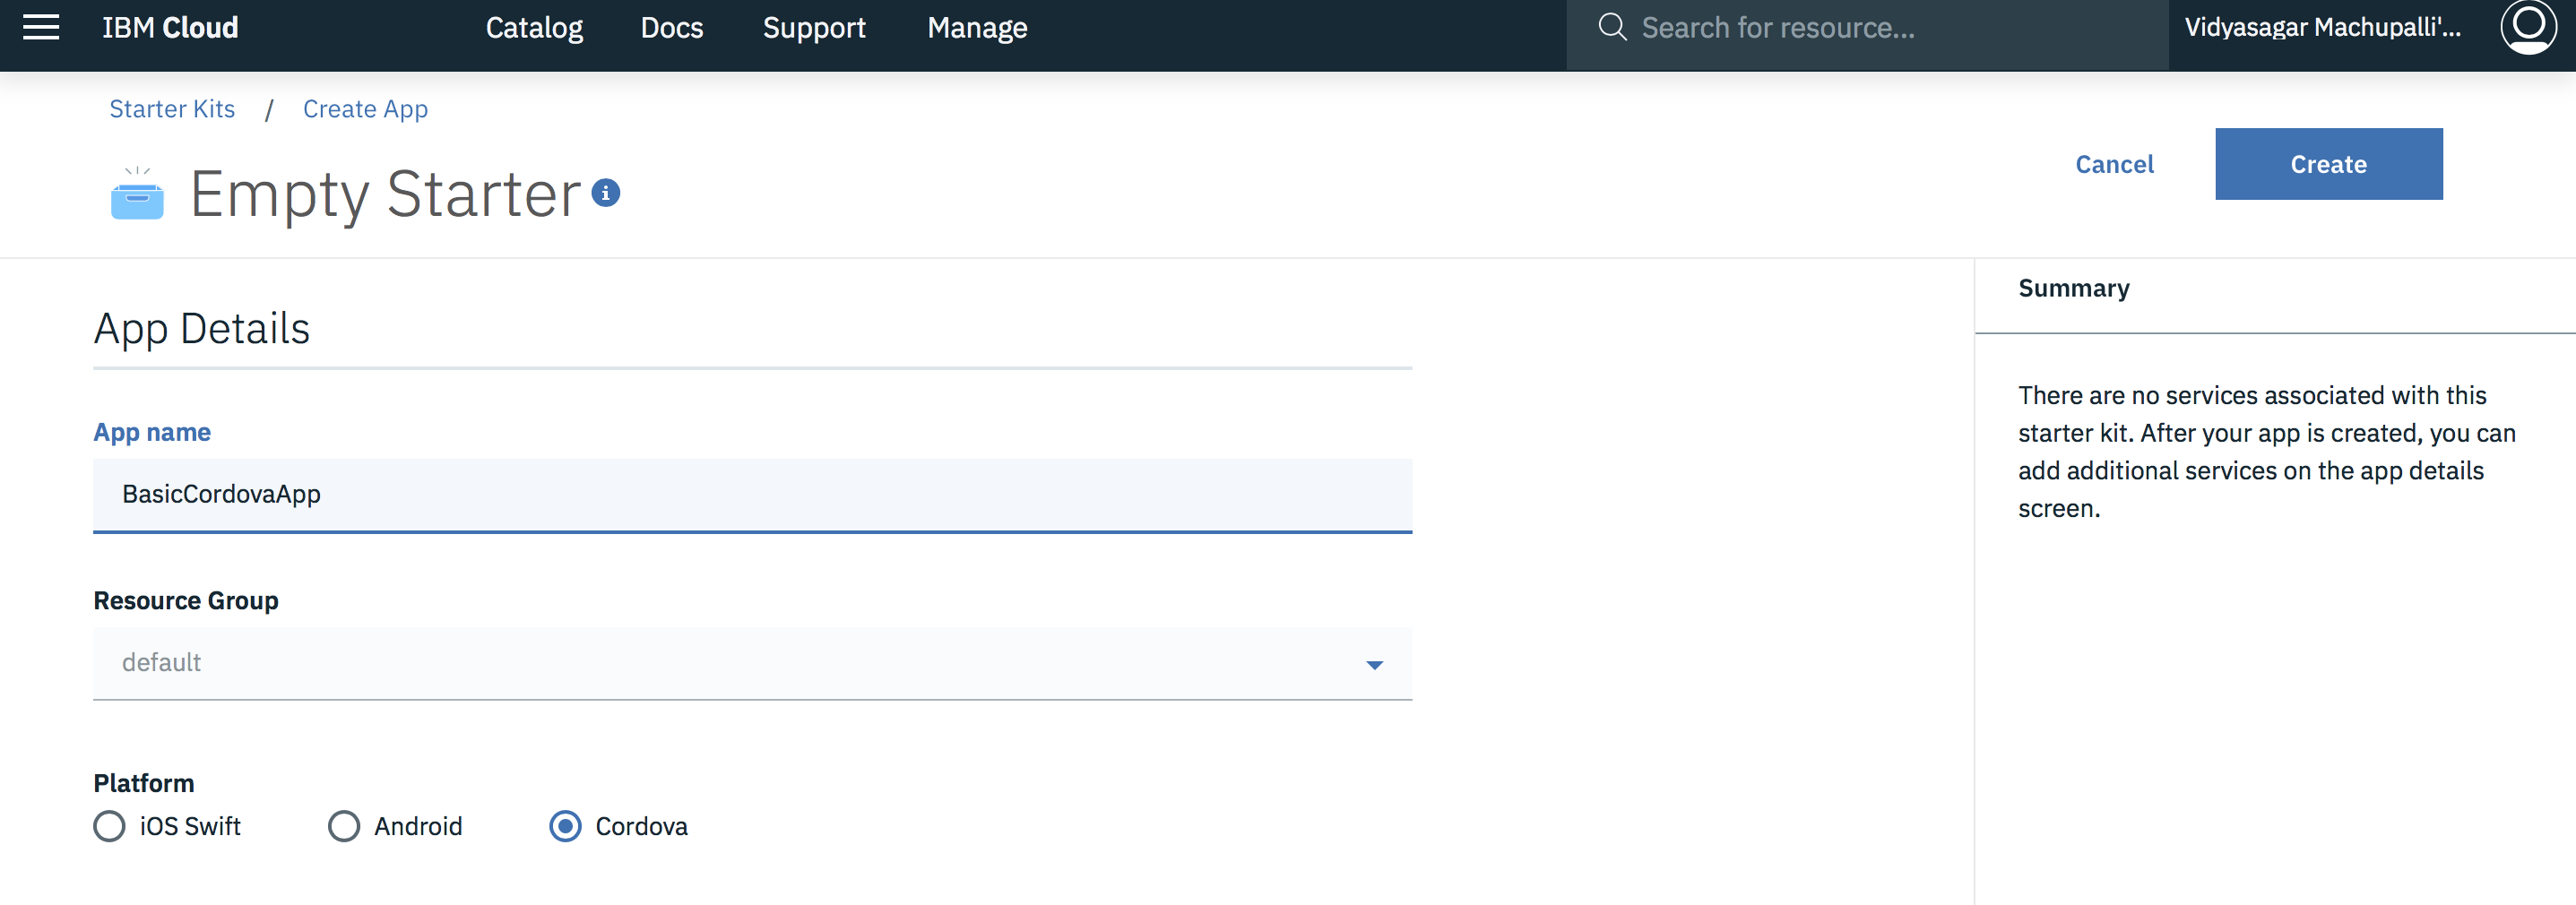 IBM Cloud Catalog Docs Support Manage Search for resource... Vidyasagar Machupalli'...
Starter Kits / Create App
Empty Starter
Cancel Create
App Details
App name
BasicCordovaApp
Resource Group
default
Platform
iOS Swift Android Cordova
Summary
There are no services associated with this
starter kit. After your app is created, you can
add additional services on the app details
screen.